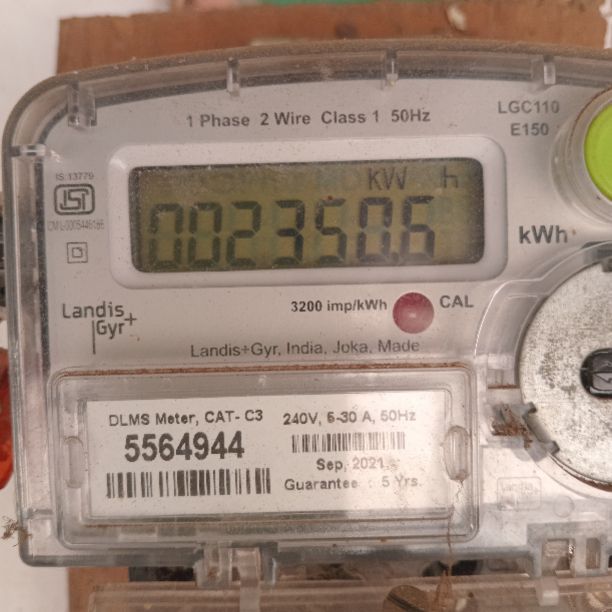 1 Phase 2 Wire Class 1 50Hz
LGC110
E150
IS:13779
ISI
KW h
002350.6
kWh
Landis
Gyr+
3200 imp/kWh
CAL
Landis+Gyr, India, Joka, Made
DLMS Meter, CAT- C3
240V, 5-30 A, 50Hz
5564944
Sep, 2021
Guarantee : 5 Yrs.